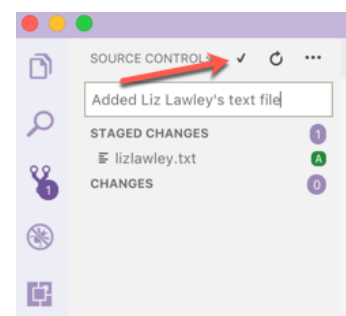 SOURCE CONTROL:
Added Liz Lawley's text file
STAGED CHANGES 1
lizlawley.txt A
1
CHANGES 0